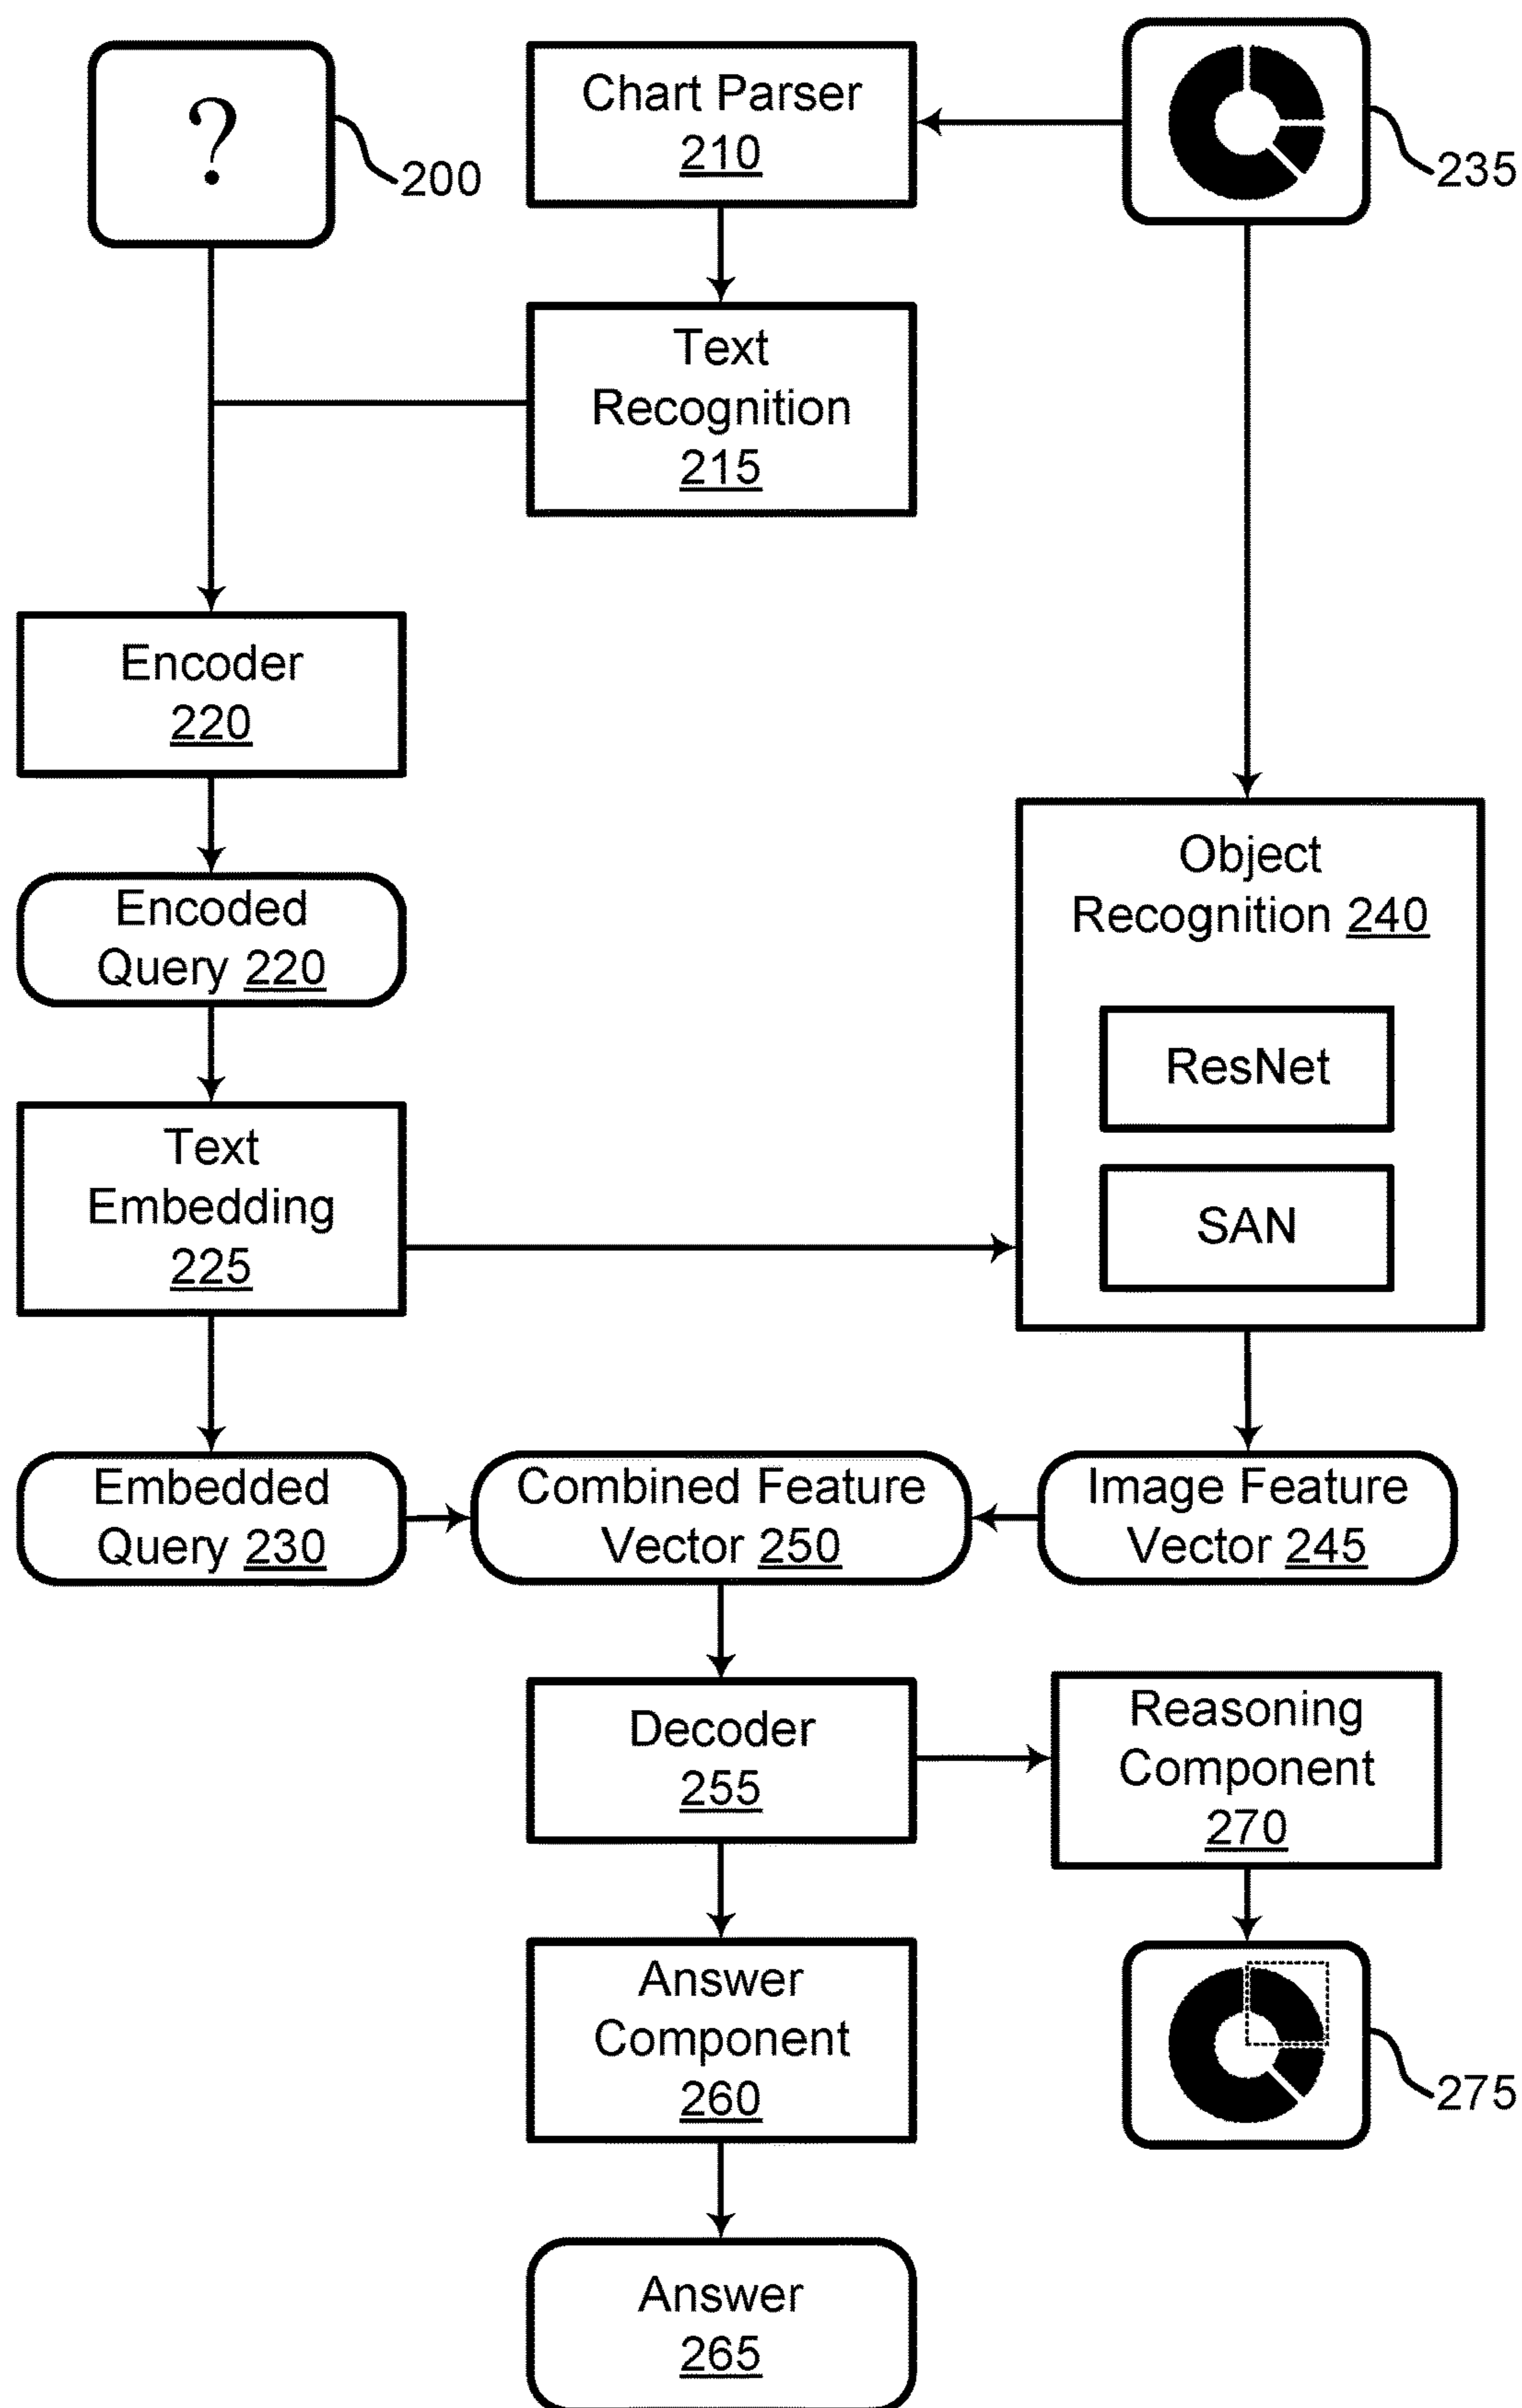 ?
200
Chart Parser
210
235
Text
Recognition
215
Encoder
220
Encoded
Query 220
Object
Recognition 240
ResNet
SAN
Text
Embedding
225
Embedded
Query 230
Combined Feature
Vector 250
Image Feature
Vector 245
Decoder
255
Reasoning
Component
270
Answer
Component
260
275
Answer
265